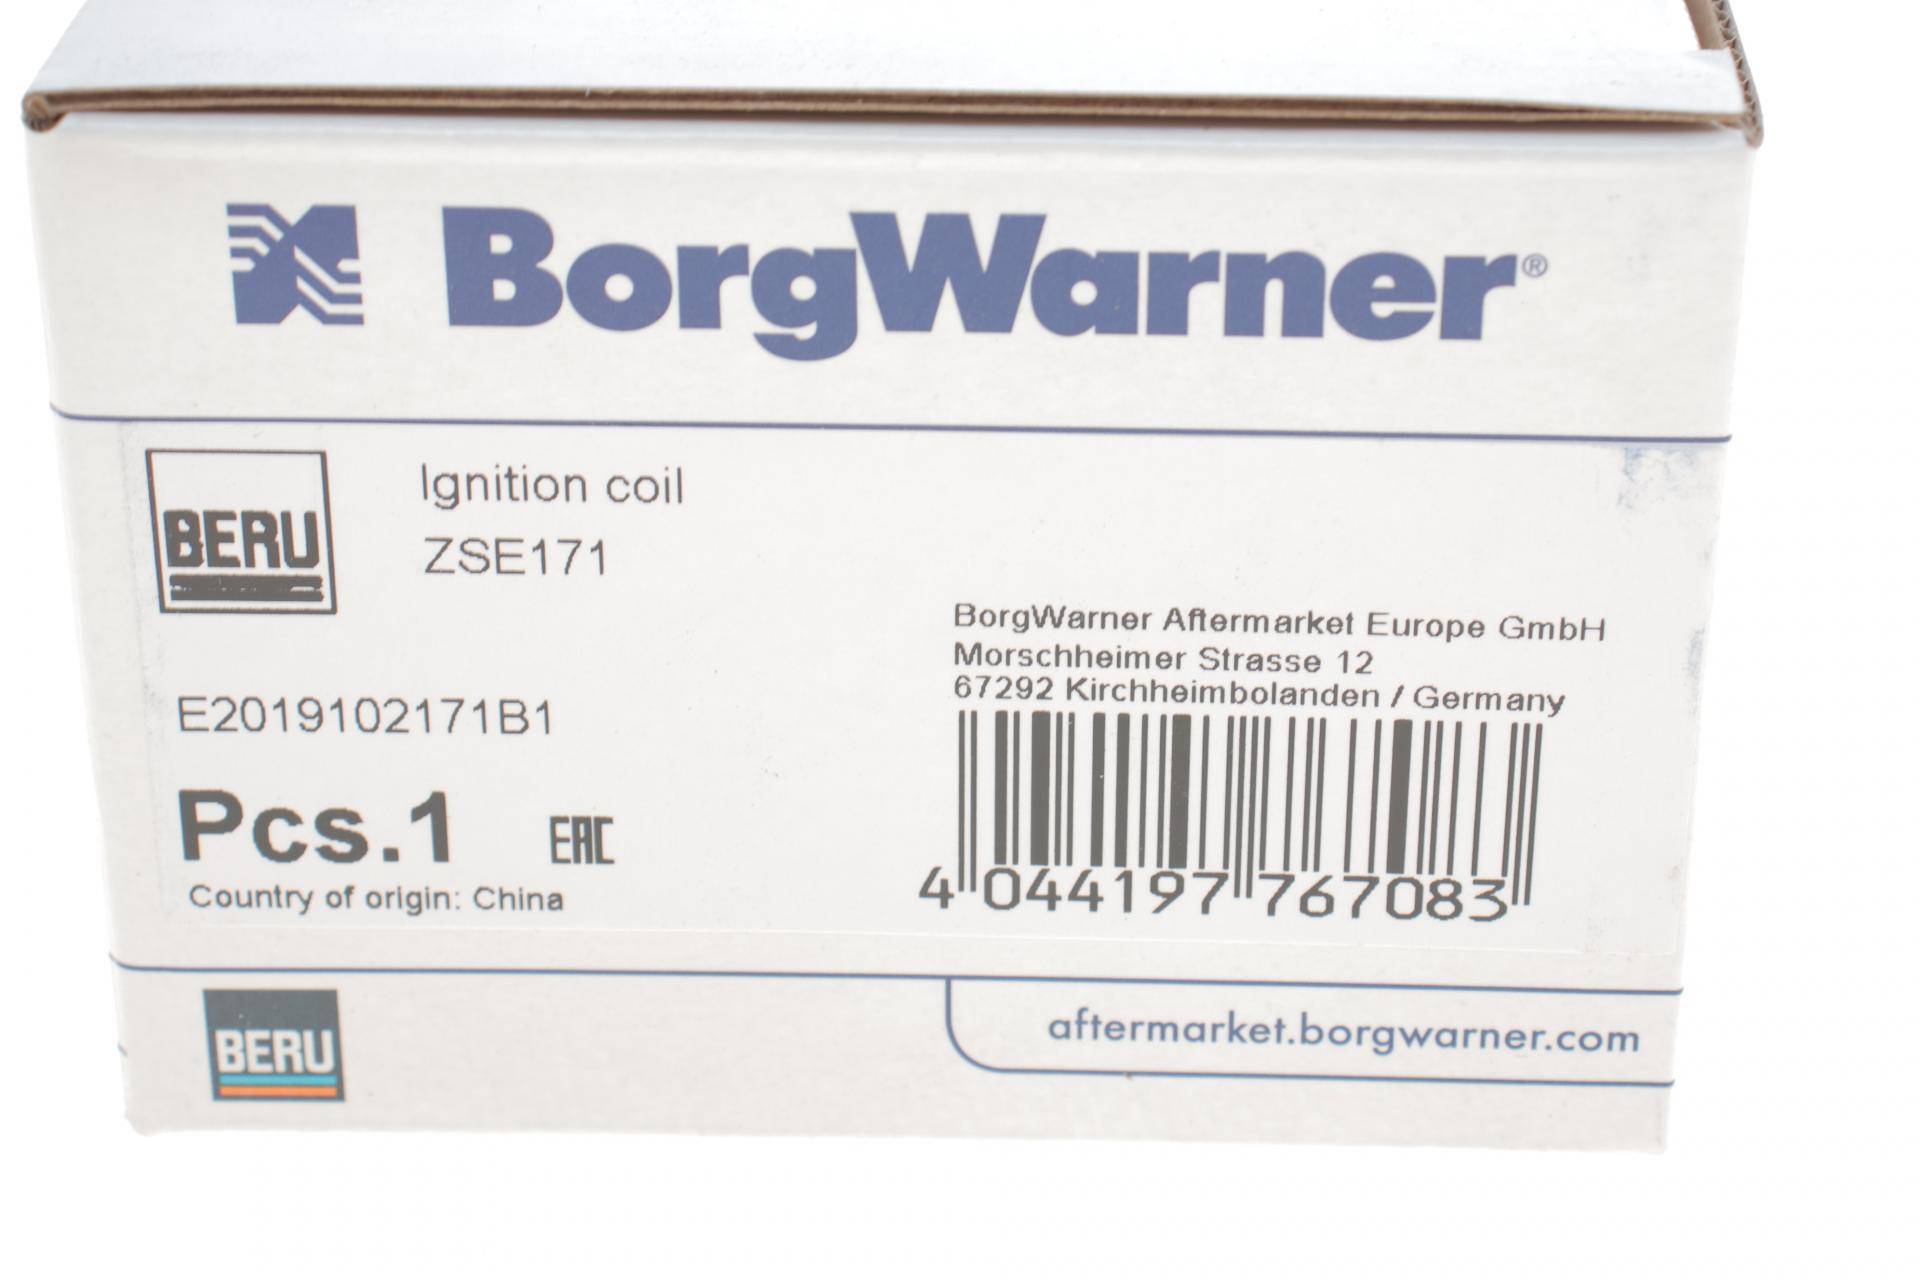 BorgWarner®
BERU
Ignition coil
ZSE171
E2019102171B1
Pcs.1 EAC
Country of origin: China
BorgWarner Aftermarket Europe GmbH
Morschheimer Strasse 12
67292 Kirchheimbolanden / Germany
4 044197 767083
BERU
aftermarket.borgwarner.com